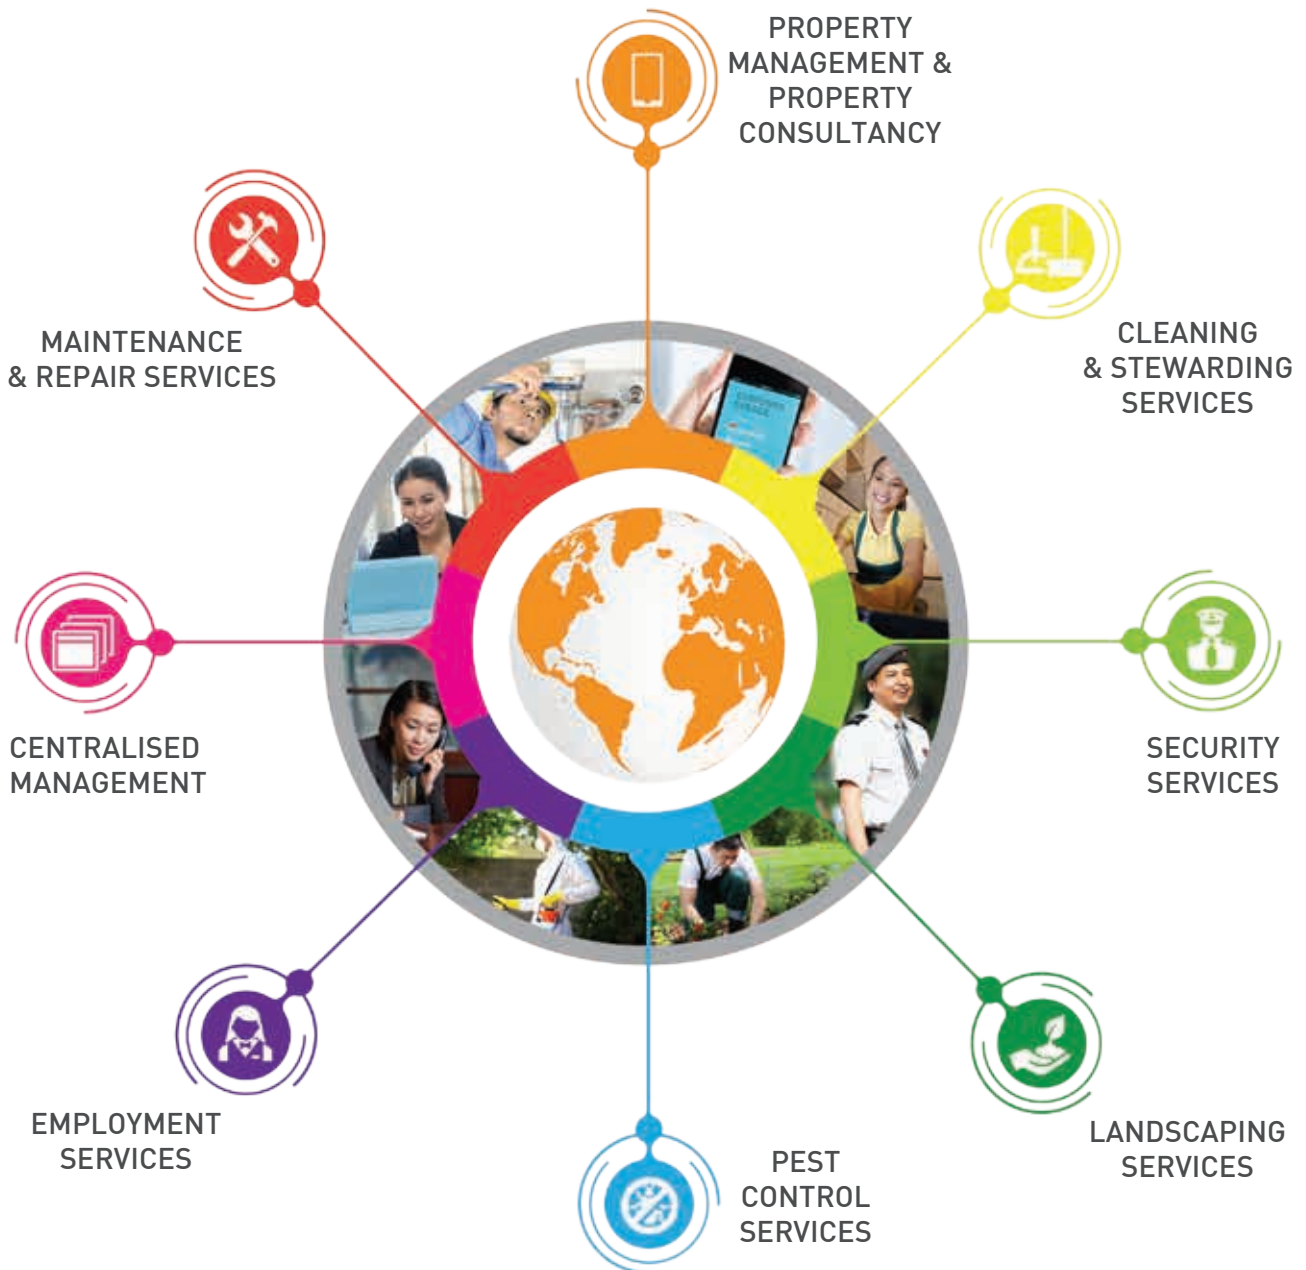 PROPERTY
MANAGEMENT &
PROPERTY
CONSULTANCY
MAINTENANCE
& REPAIR SERVICES
CLEANING
& STEWARDING
SERVICES
CENTRALISED
MANAGEMENT
SECURITY
SERVICES
EMPLOYMENT
SERVICES
LANDSCAPING
SERVICES
PEST
CONTROL
SERVICES